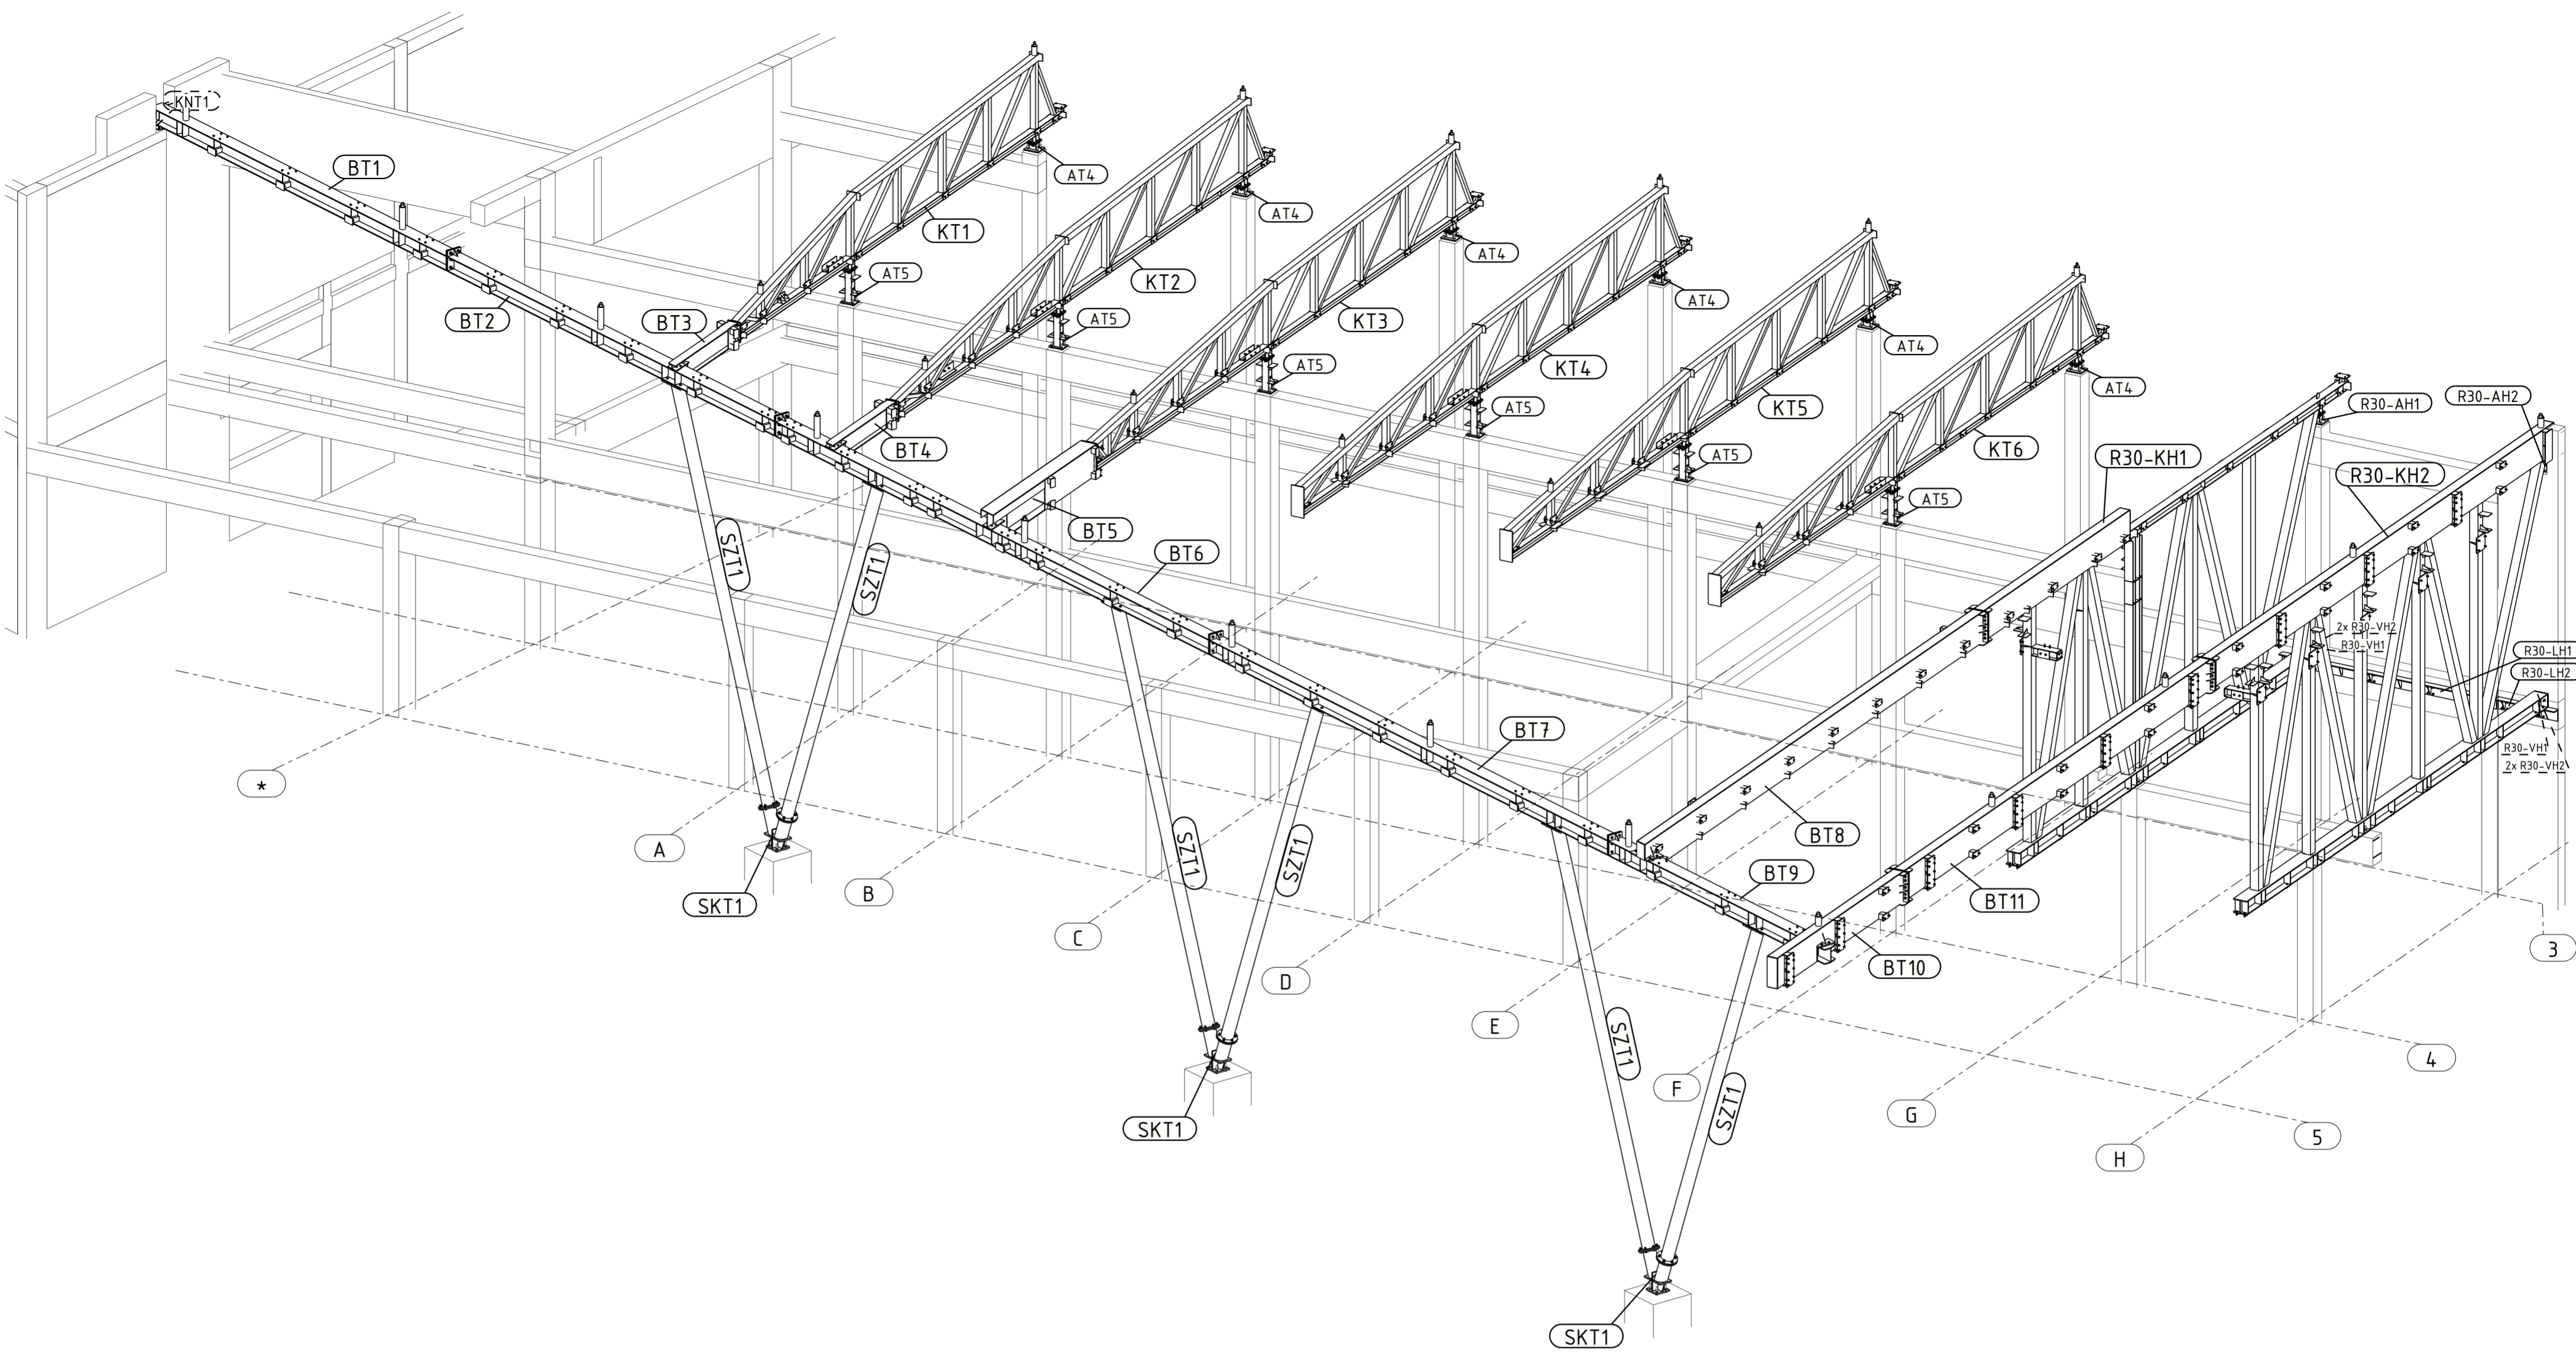 KNT1
BT1
AT4
KT1
AT4
AT5
KT2
AT4
BT2
BT3
AT5
KT3
AT4
AT5
KT4
AT4
BT4
AT5
KT5
AT4
BT5
AT5
KT6
R30-AH1
R30-AH2
AT5
R30-KH1
R30-KH2
SZT1
SZT1
BT6
2x R30-VH2
R30-VH1
R30-LH1
R30-LH2
BT7
R30-VH1
2x R30-VH2
*
A
BT8
SZT1
SZT1
BT9
SKT1
B
BT11
C
BT10
3
D
E
SZT1
4
F
SZT1
G
SKT1
5
H
SKT1